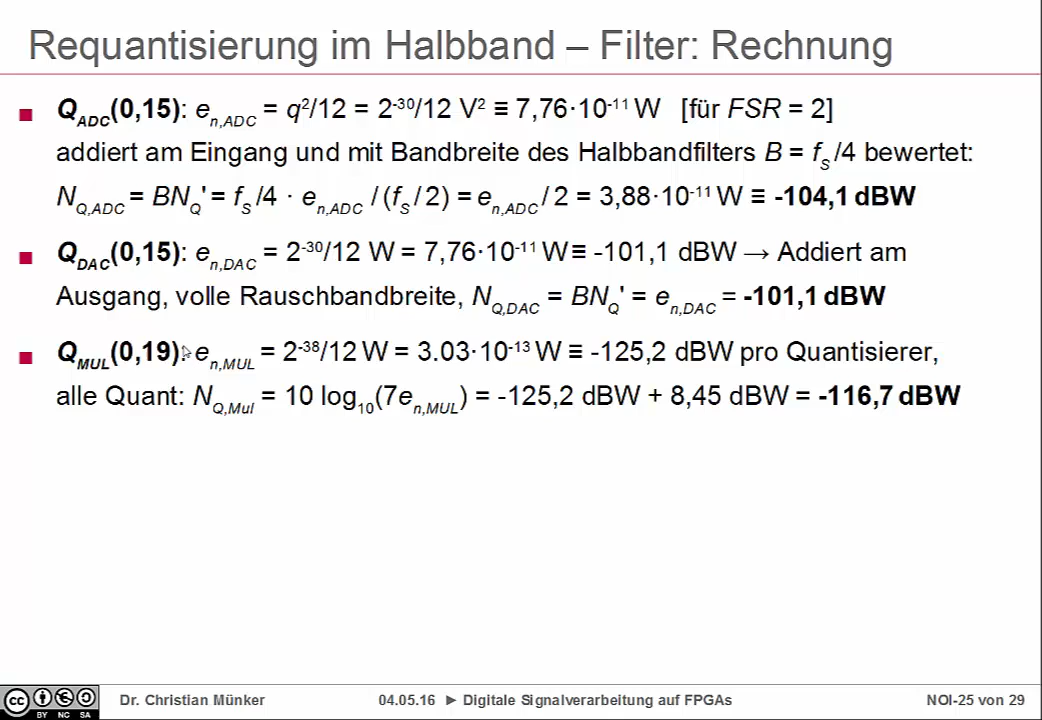 Requantisierung im Halbband – Filter: Rechnung
Q_ADC(0,15): e_n,ADC = q²/12 = 2⁻³⁰/12 V² ≡ 7,76·10⁻¹¹ W [für FSR = 2]
addiert am Eingang und mit Bandbreite des Halbbandfilters B = f_S/4 bewertet:
N_Q,ADC = BN_Q' = f_S/4 · e_n,ADC / (f_S/2) = e_n,ADC/2 = 3,88·10⁻¹¹ W ≡ -104,1 dBW
Q_DAC(0,15): e_n,DAC = 2⁻³⁰/12 W = 7,76·10⁻¹¹ W ≡ -101,1 dBW → Addiert am
Ausgang, volle Rauschbandbreite, N_Q,DAC = BN_Q' = e_n,DAC = -101,1 dBW
Q_MUL(0,19): e_n,MUL = 2⁻³⁸/12 W = 3.03·10⁻¹³ W ≡ -125,2 dBW pro Quantisierer,
alle Quant: N_Q,Mul = 10 log₁₀(7e_n,MUL) = -125,2 dBW + 8,45 dBW = -116,7 dBW
cc BY NC SA
Dr. Christian Münker 04.05.16 ► Digitale Signalverarbeitung auf FPGAs NOI-25 von 29